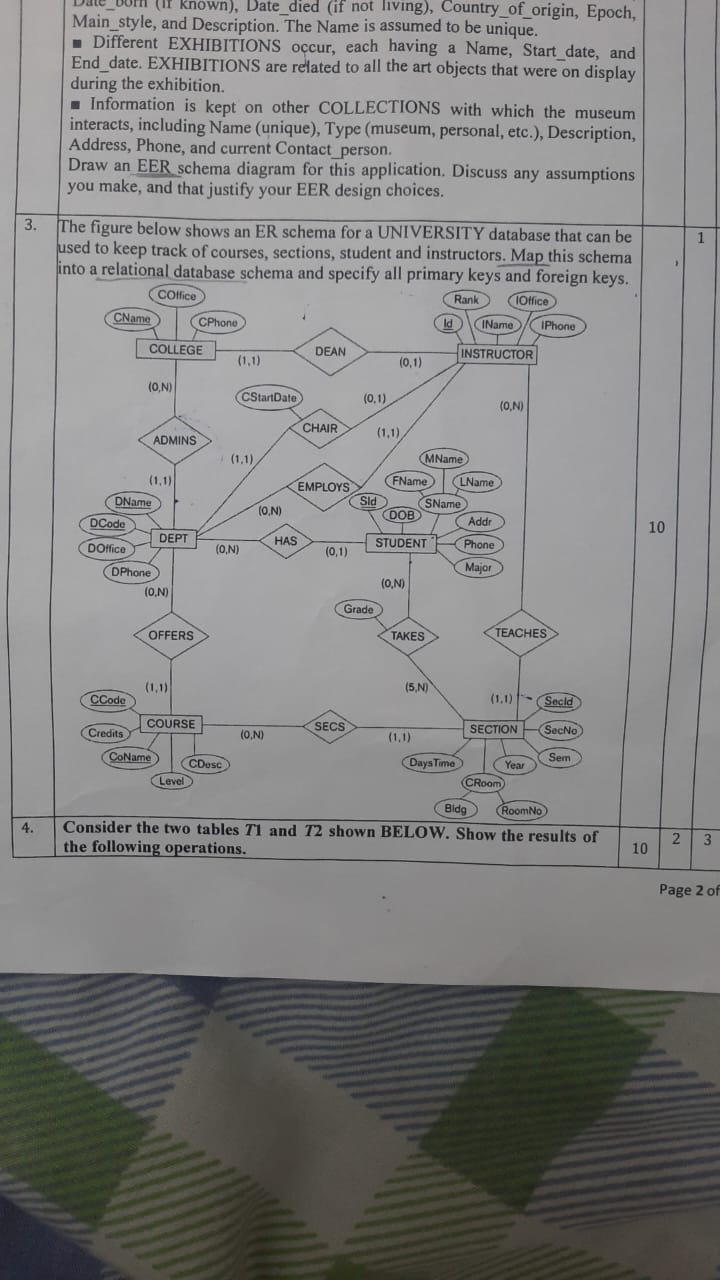 Date_born (if known), Date_died (if not living), Country_of_origin, Epoch,
Main_style, and Description. The Name is assumed to be unique.
■ Different EXHIBITIONS occur, each having a Name, Start_date, and
End_date. EXHIBITIONS are related to all the art objects that were on display
during the exhibition.
■ Information is kept on other COLLECTIONS with which the museum
interacts, including Name (unique), Type (museum, personal, etc.), Description,
Address, Phone, and current Contact_person.
Draw an EER schema diagram for this application. Discuss any assumptions
you make, and that justify your EER design choices.
3. The figure below shows an ER schema for a UNIVERSITY database that can be 1
used to keep track of courses, sections, student and instructors. Map this schema
into a relational database schema and specify all primary keys and foreign keys.
COffice Rank IOffice
CName CPhone Id IName IPhone
COLLEGE (1,1) DEAN (0,1) INSTRUCTOR
(0,N) CStartDate (0,1) (0,N)
ADMINS CHAIR (1,1)
(1,1) MName
(1,1) EMPLOYS FName LName
DName (0,N) SId DOB SName
DCode Addr
DOffice DEPT (0,N) HAS (0,1) STUDENT Phone 10
DPhone Major
(0,N) (0,N)
Grade
OFFERS TAKES TEACHES
(1,1) (5,N) (1,1)
CCode SecId
Credits COURSE (0,N) SECS (1,1) SECTION SecNo
CoName CDesc DaysTime Year Sem
Level CRoom
Bldg RoomNo
4. Consider the two tables T1 and T2 shown BELOW. Show the results of 10 2 3
the following operations.
Page 2 of